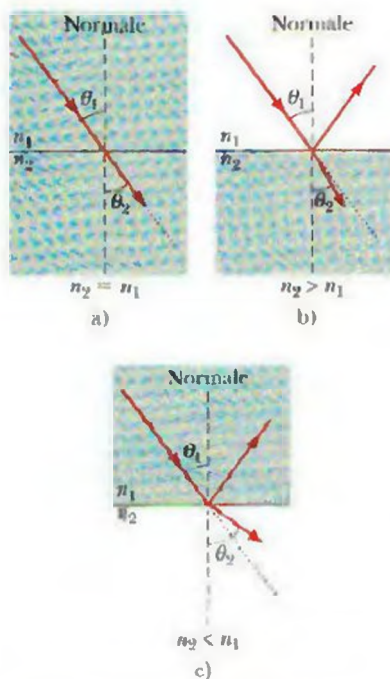 Normale
θ1
n1
n2
θ2
n2 = n1
a)
Normale
θ1
n1
n2
θ2
n2 > n1
b)
Normale
θ1
n1
n2
θ2
n2 < n1
c)